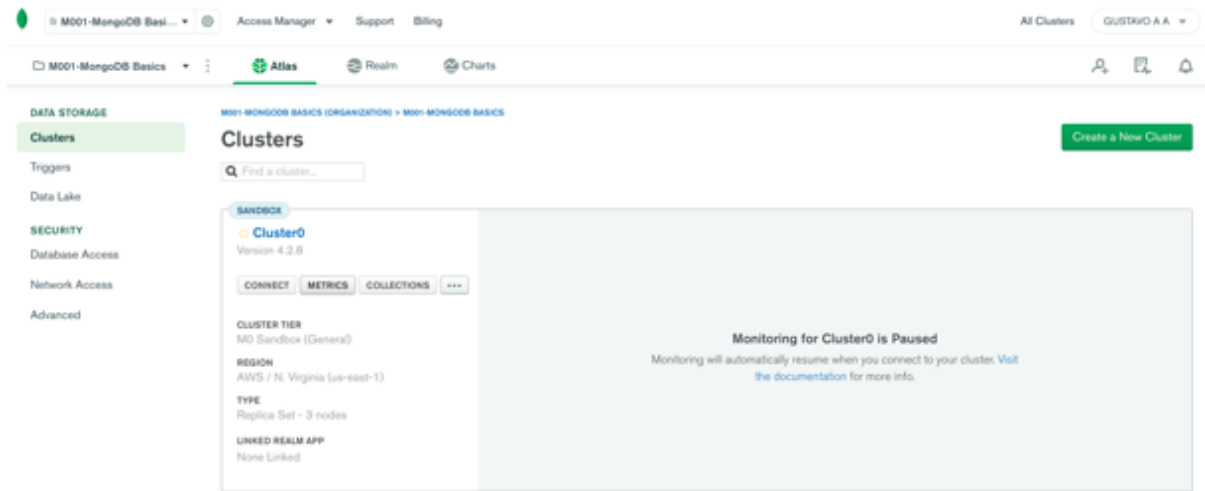 M001-MongoDB Basi...
Access Manager
Support
Billing
All Clusters
GUSTAVO A.A
M001-MongoDB Basics
Atlas
Realm
Charts
DATA STORAGE
Clusters
Triggers
Data Lake
SECURITY
Database Access
Network Access
Advanced
M001-MONGODB BASICS (ORGANIZATION) > M001-MONGODB BASICS
Clusters
Create a New Cluster
Find a cluster...
SANDBOX
Cluster0
Version 4.2.8
CONNECT METRICS COLLECTIONS ...
CLUSTER TIER
M0 Sandbox (General)
REGION
AWS / N. Virginia (us-east-1)
TYPE
Replica Set - 3 nodes
LINKED REALM APP
None Linked
Monitoring for Cluster0 is Paused
Monitoring will automatically resume when you connect to your cluster. Visit
the documentation for more info.